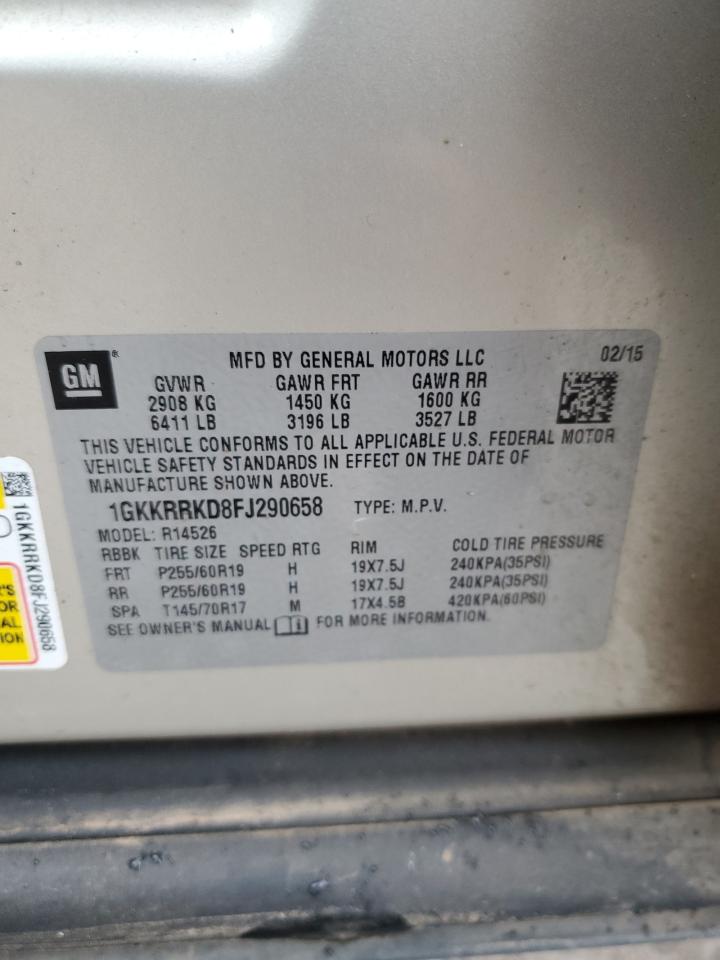 GM
MFD BY GENERAL MOTORS LLC 02/15
GVWR GAWR FRT GAWR RR
2908 KG 1450 KG 1600 KG
6411 LB 3196 LB 3527 LB
THIS VEHICLE CONFORMS TO ALL APPLICABLE U.S. FEDERAL MOTOR
VEHICLE SAFETY STANDARDS IN EFFECT ON THE DATE OF
MANUFACTURE SHOWN ABOVE.
1GKKRRKD8FJ290658 TYPE: M.P.V.
MODEL: R14526
RBBK TIRE SIZE SPEED RTG RIM COLD TIRE PRESSURE
FRT P255/60R19 H 19X7.5J 240KPA(35PSI)
RR P255/60R19 H 19X7.5J 240KPA(35PSI)
SPA T145/70R17 M 17X4.5B 420KPA(60PSI)
SEE OWNER'S MANUAL FOR MORE INFORMATION.
1GKKRRKD8FJ290658